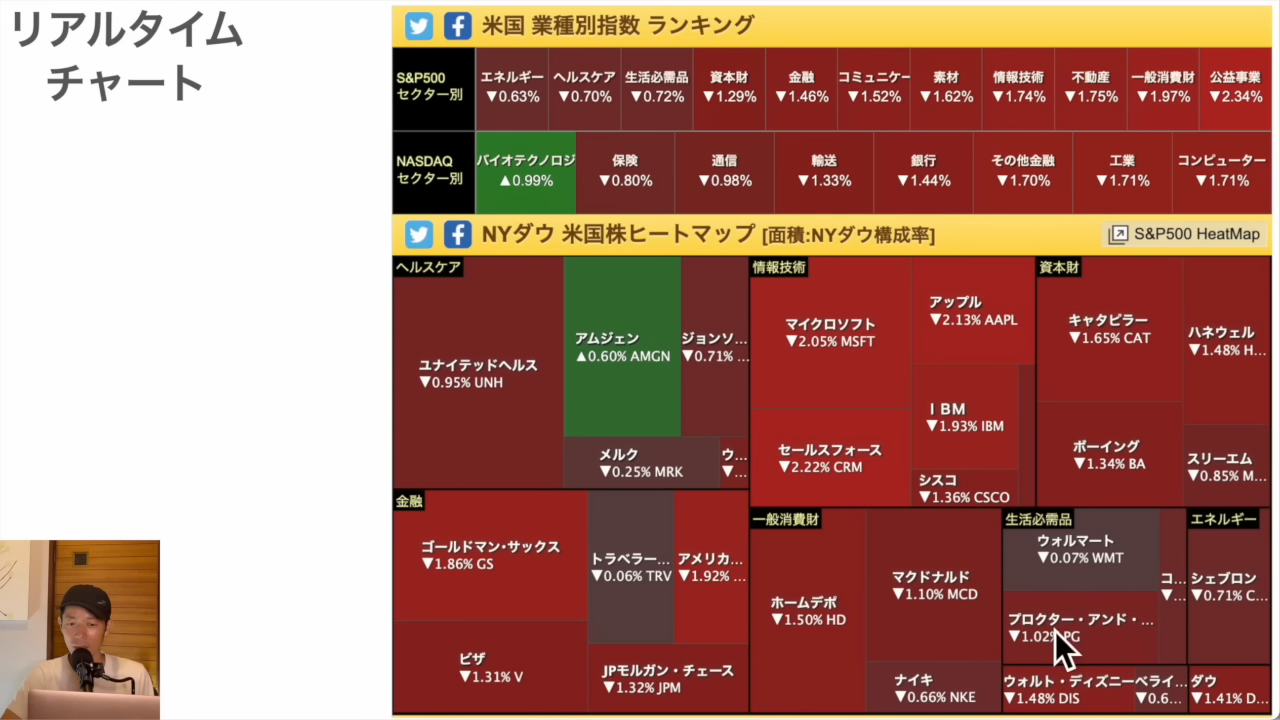 リアルタイム
チャート
米国 業種別指数 ランキング
S&P500
セクター別
エネルギー
▼0.63%
ヘルスケア
▼0.70%
生活必需品
▼0.72%
資本財
▼1.29%
金融
▼1.46%
コミュニケー
▼1.52%
素材
▼1.62%
情報技術
▼1.74%
不動産
▼1.75%
一般消費財
▼1.97%
公益事業
▼2.34%
NASDAQ
セクター別
バイオテクノロジ
▲0.99%
保険
▼0.80%
通信
▼0.98%
輸送
▼1.33%
銀行
▼1.44%
その他金融
▼1.70%
工業
▼1.71%
コンピューター
▼1.71%
NYダウ 米国株ヒートマップ [面積:NYダウ構成率]
S&P500 HeatMap
ヘルスケア
ユナイテッドヘルス
▼0.95% UNH
アムジェン
▲0.60% AMGN
ジョンソ...
▼0.71% ...
メルク
▼0.25% MRK
ウ...
▼...
情報技術
マイクロソフト
▼2.05% MSFT
アップル
▼2.13% AAPL
セールスフォース
▼2.22% CRM
ＩＢＭ
▼1.93% IBM
シスコ
▼1.36% CSCO
資本財
キャタピラー
▼1.65% CAT
ハネウェル
▼1.48% H...
ボーイング
▼1.34% BA
スリーエム
▼0.85% M...
金融
ゴールドマン・サックス
▼1.86% GS
トラベラー...
▼0.06% TRV
アメリカ...
▼1.92% ...
ビザ
▼1.31% V
JPモルガン・チェース
▼1.32% JPM
一般消費財
ホームデポ
▼1.50% HD
マクドナルド
▼1.10% MCD
ナイキ
▼0.66% NKE
生活必需品
ウォルマート
▼0.07% WMT
コ...
▼...
プロクター・アンド・...
▼1.02% PG
エネルギー
シェブロン
▼0.71% C...
ウォルト・ディズニー
▼1.48% DIS
ベライ...
▼0.6...
ダウ
▼1.41% D...